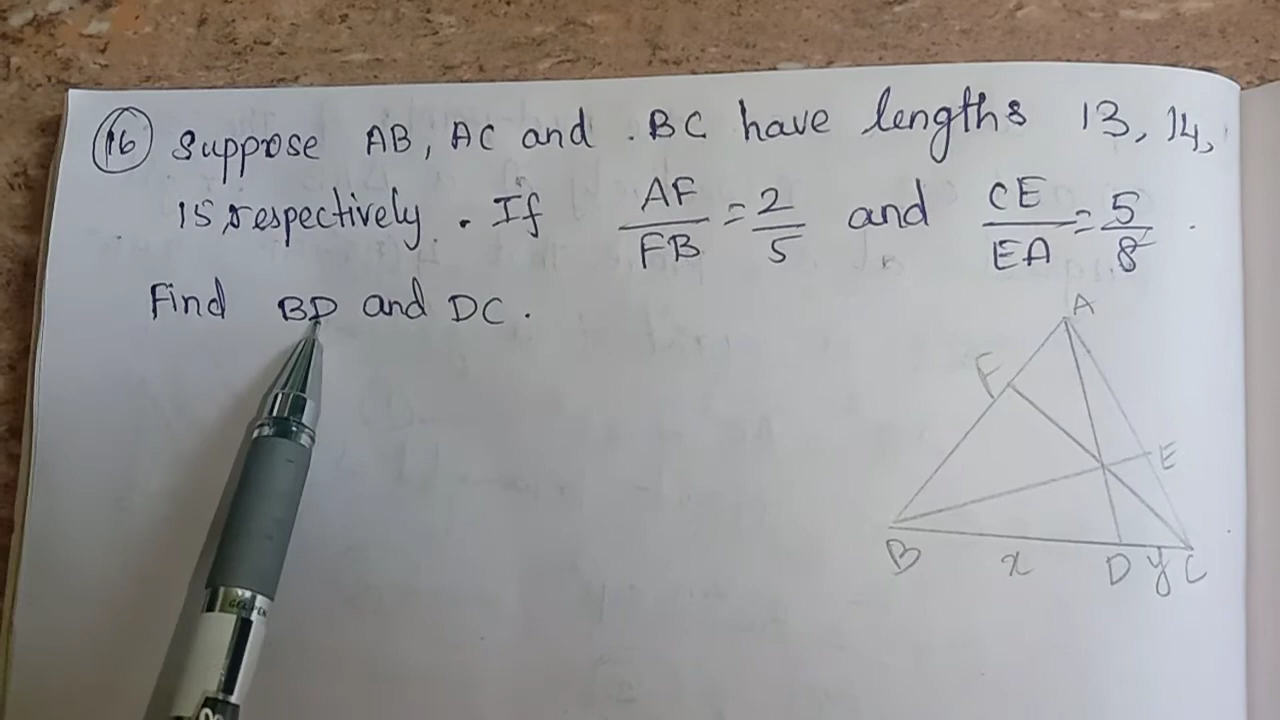 16 Suppose AB, AC and . BC have lengths 13, 14,
15 respectively . If AF/FB = 2/5 and CE/EA = 5/8 .
Find BD and DC .
A
F
E
B x D y C